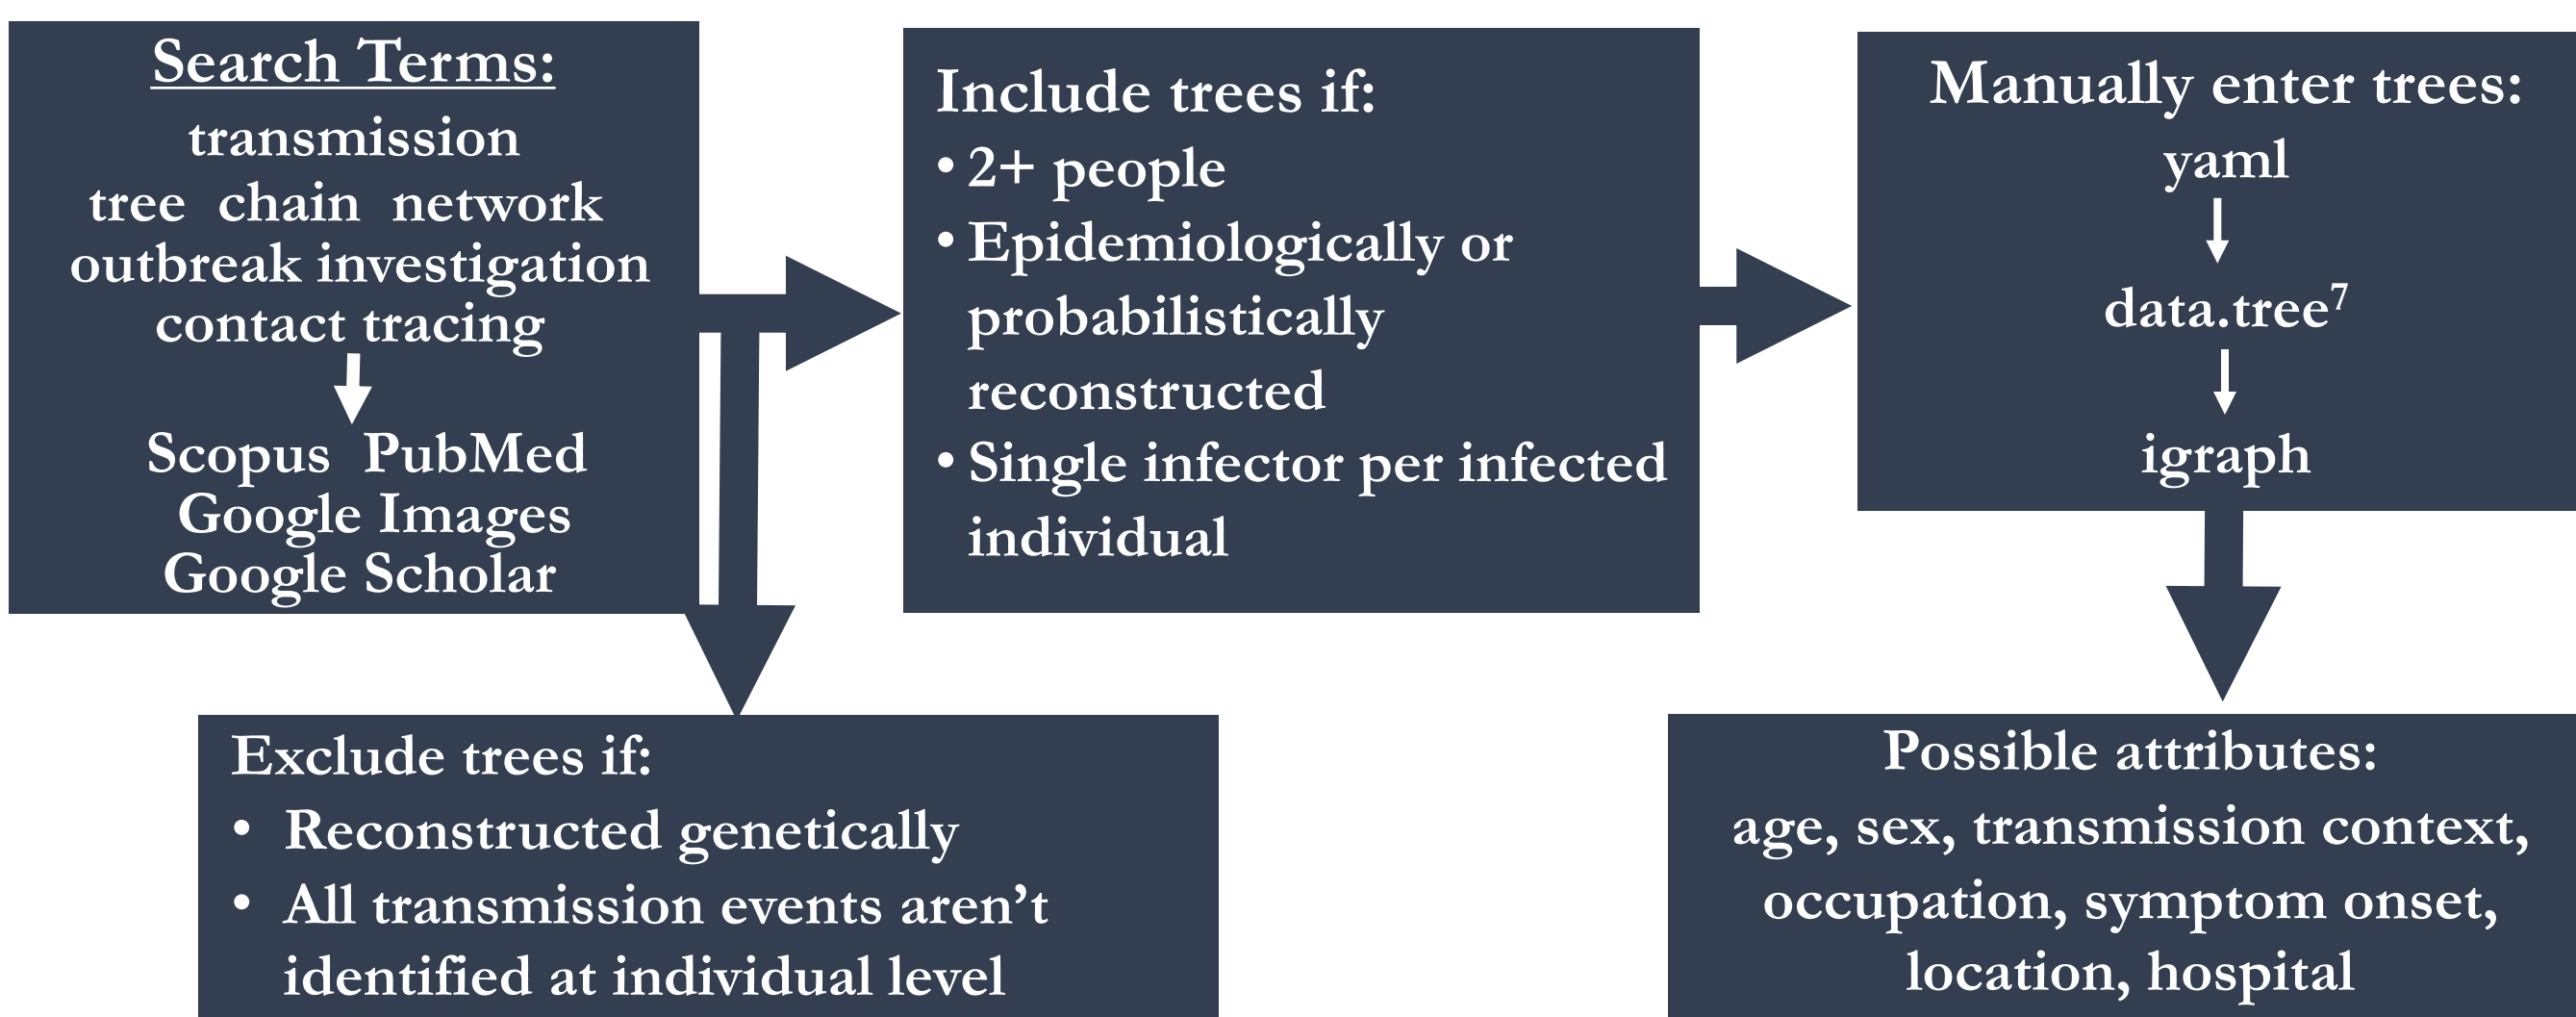 Search Terms:
transmission
tree chain network
outbreak investigation
contact tracing
Scopus PubMed
Google Images
Google Scholar
Include trees if:
• 2+ people
• Epidemiologically or
probabilistically
reconstructed
• Single infector per infected
individual
Manually enter trees:
yaml
data.tree⁷
igraph
Exclude trees if:
• Reconstructed genetically
• All transmission events aren’t
identified at individual level
Possible attributes:
age, sex, transmission context,
occupation, symptom onset,
location, hospital